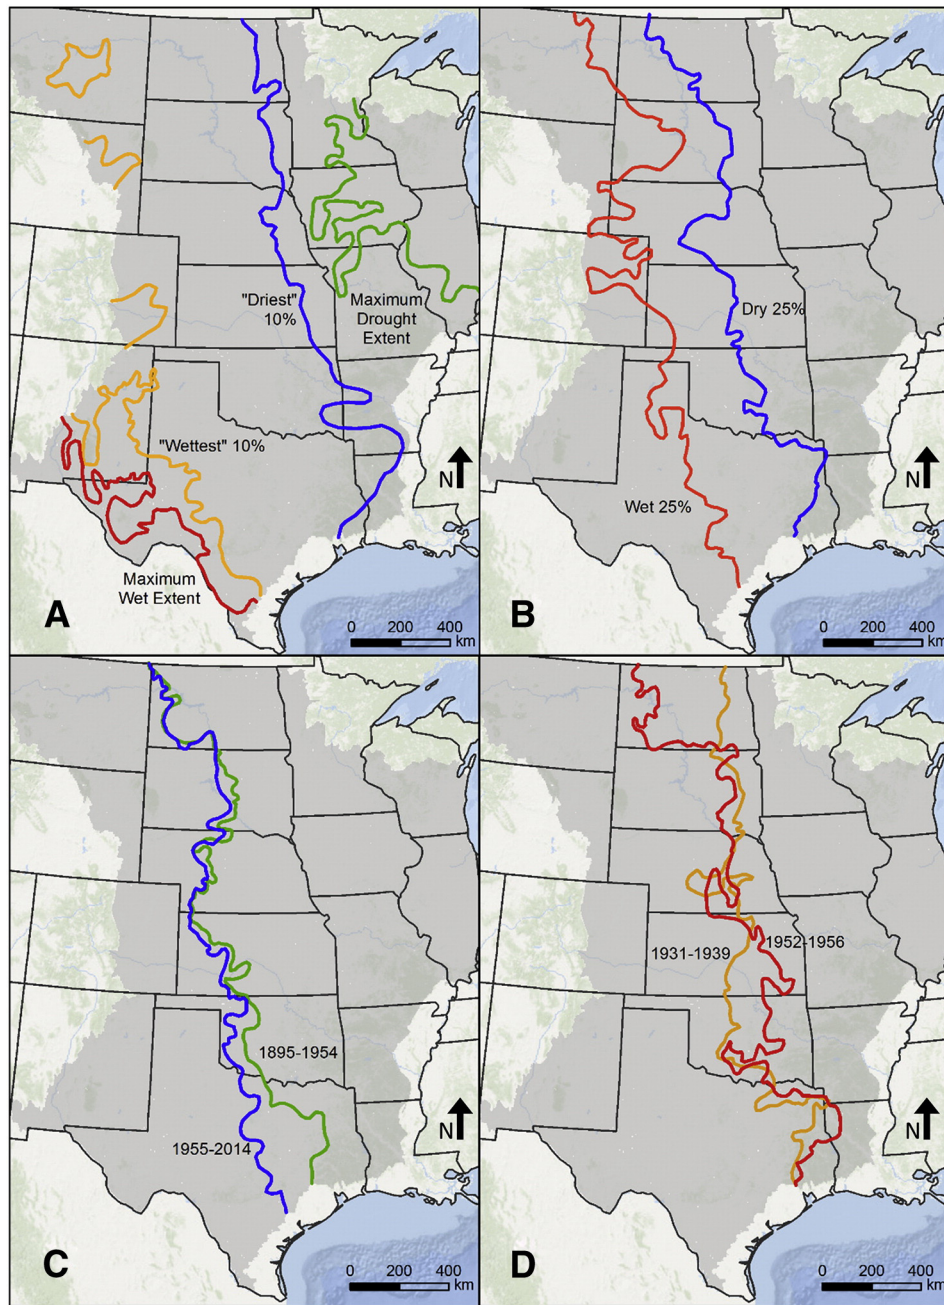 "Driest"
10%
Maximum
Drought
Extent
"Wettest" 10%
N
Maximum
Wet Extent
A
0 200 400
km
Dry 25%
N
Wet 25%
B
0 200 400
km
1895-1954
N
1955-2014
C
0 200 400
km
1952-1956
1931-1939
N
D
0 200 400
km